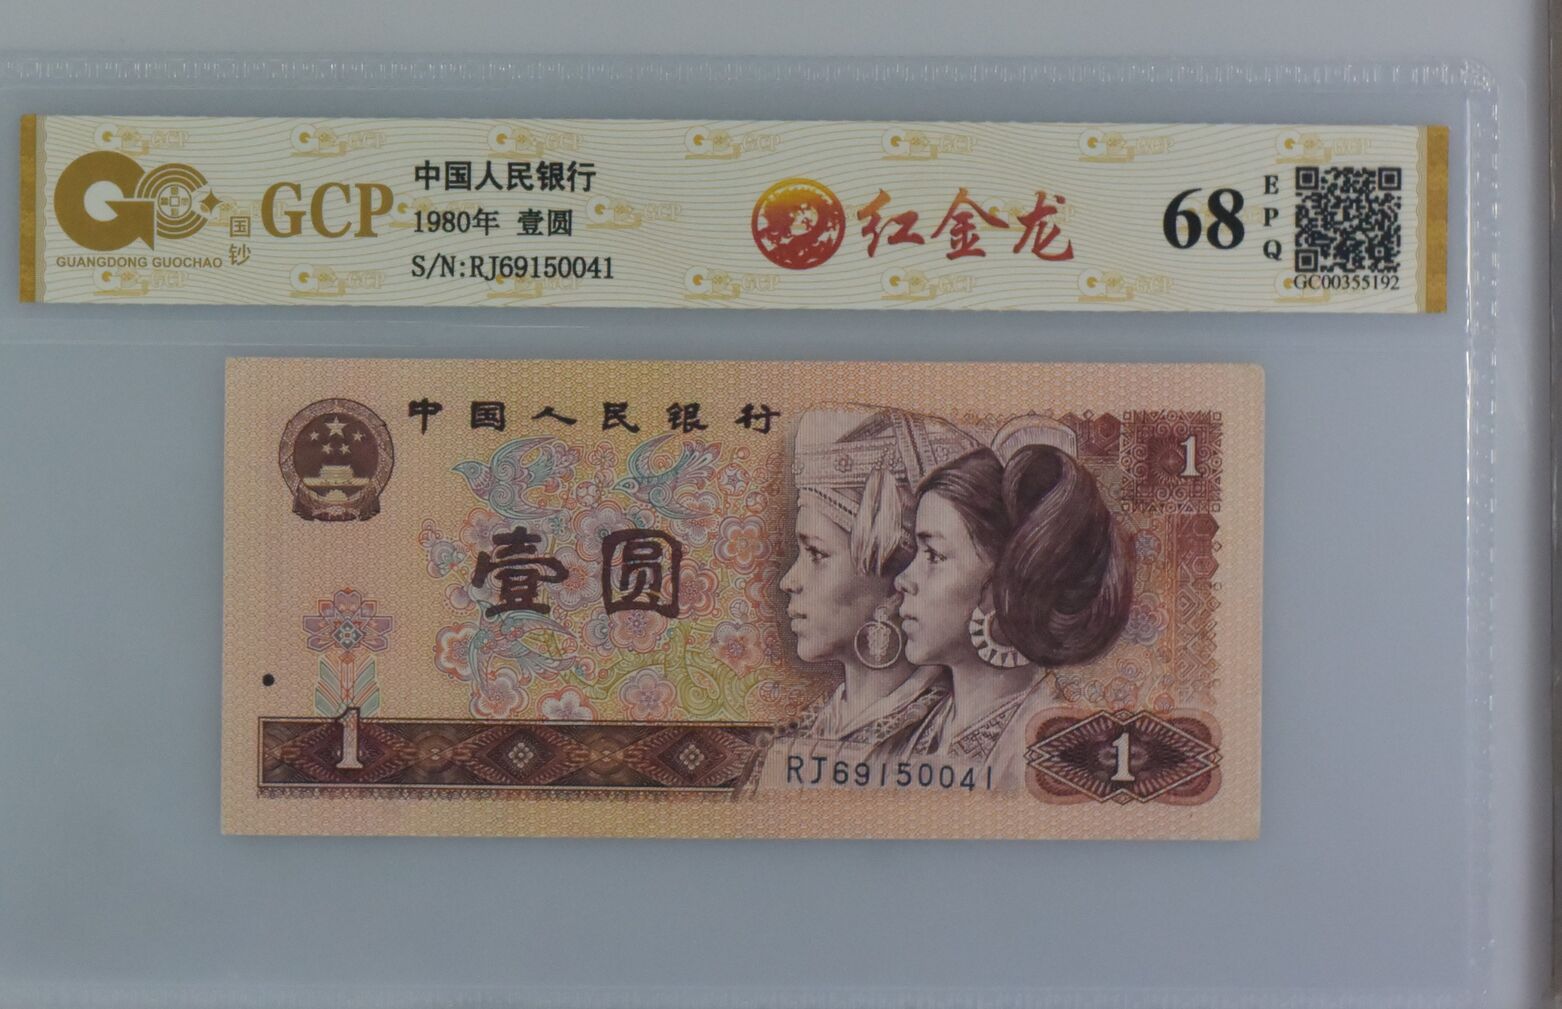 GCP
国钞
GUANGDONG GUOCHAO
中国人民银行
1980年 壹圆
S/N:RJ69150041
红金龙
68
EPQ
GC00355192
中国人民银行
1
壹圆
1
RJ69150041
1